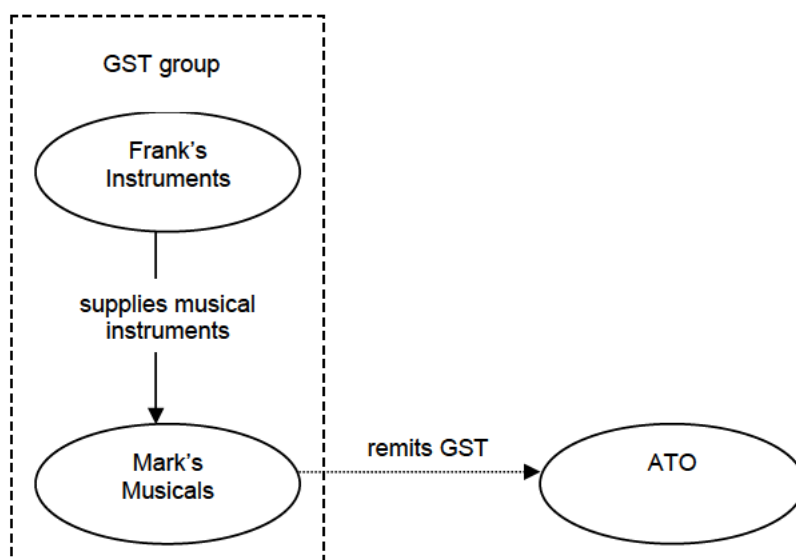 GST group
Frank's
Instruments
supplies musical
instruments
Mark's
Musicals
remits GST
ATO